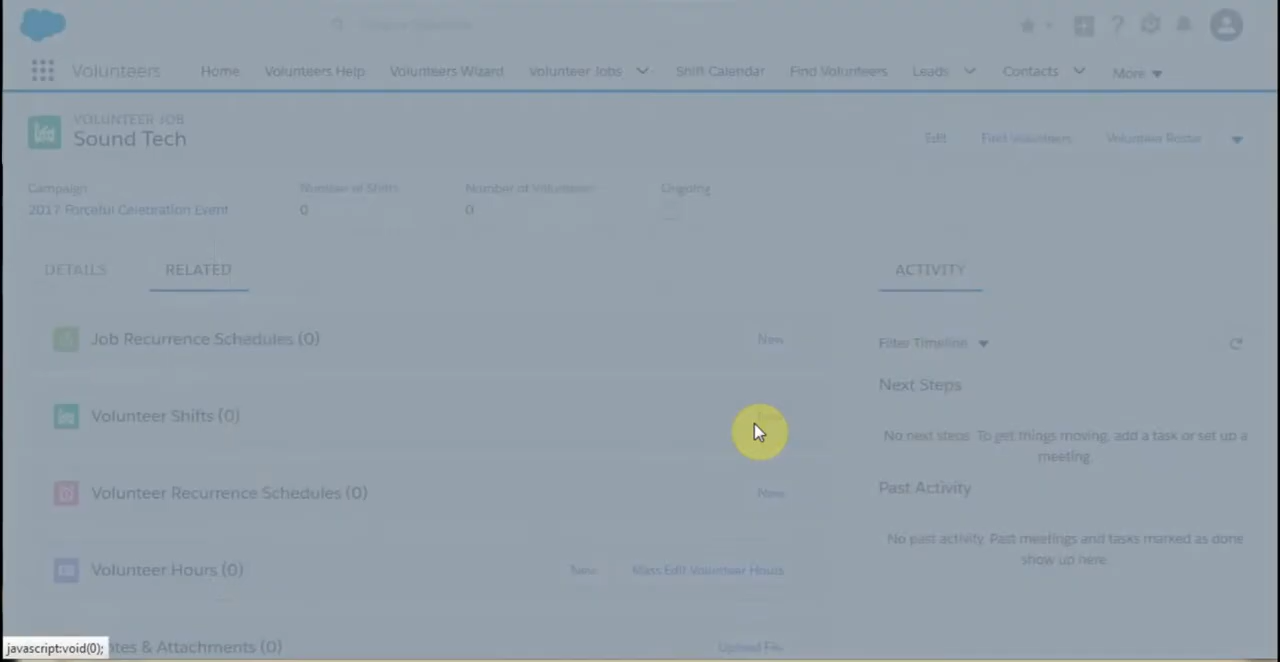 Volunteers Home Volunteers Help Volunteers Wizard Volunteer Jobs Shift Calendar Find Volunteers Leads Contacts More
VOLUNTEER JOB
Sound Tech
Edit Find Volunteers Volunteer Roster
Campaign Number of Shifts Number of Volunteers Ongoing
2017 Forceful Celebration Event 0 0
DETAILS RELATED ACTIVITY
Job Recurrence Schedules (0) New
Filter Timeline
Next Steps
Volunteer Shifts (0)
No next steps. To get things moving, add a task or set up a
meeting.
Past Activity
Volunteer Recurrence Schedules (0) New
No past activity. Past meetings and tasks marked as done
show up here.
Volunteer Hours (0) New Mass Edit Volunteer Hours
javascript:void(0);
& Attachments (0) Upload File